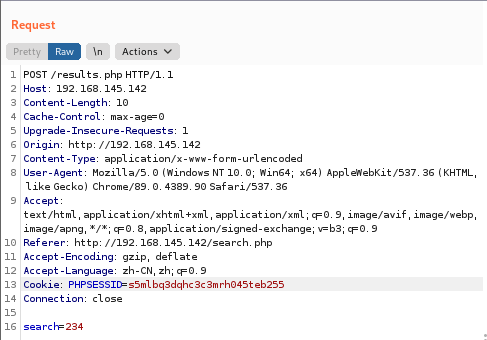 Request
Pretty Raw \n Actions
1 POST /results.php HTTP/1.1
2 Host: 192.168.145.142
3 Content-Length: 10
4 Cache-Control: max-age=0
5 Upgrade-Insecure-Requests: 1
6 Origin: http://192.168.145.142
7 Content-Type: application/x-www-form-urlencoded
8 User-Agent: Mozilla/5.0 (Windows NT 10.0; Win64; x64) AppleWebKit/537.36 (KHTML,
like Gecko) Chrome/89.0.4389.90 Safari/537.36
9 Accept:
text/html,application/xhtml+xml,application/xml;q=0.9,image/avif,image/webp,
image/apng,*/*;q=0.8,application/signed-exchange;v=b3;q=0.9
10 Referer: http://192.168.145.142/search.php
11 Accept-Encoding: gzip, deflate
12 Accept-Language: zh-CN,zh;q=0.9
13 Cookie: PHPSESSID=s5mlbq3dqhc3c3mrh045teb255
14 Connection: close
15
16 search=234